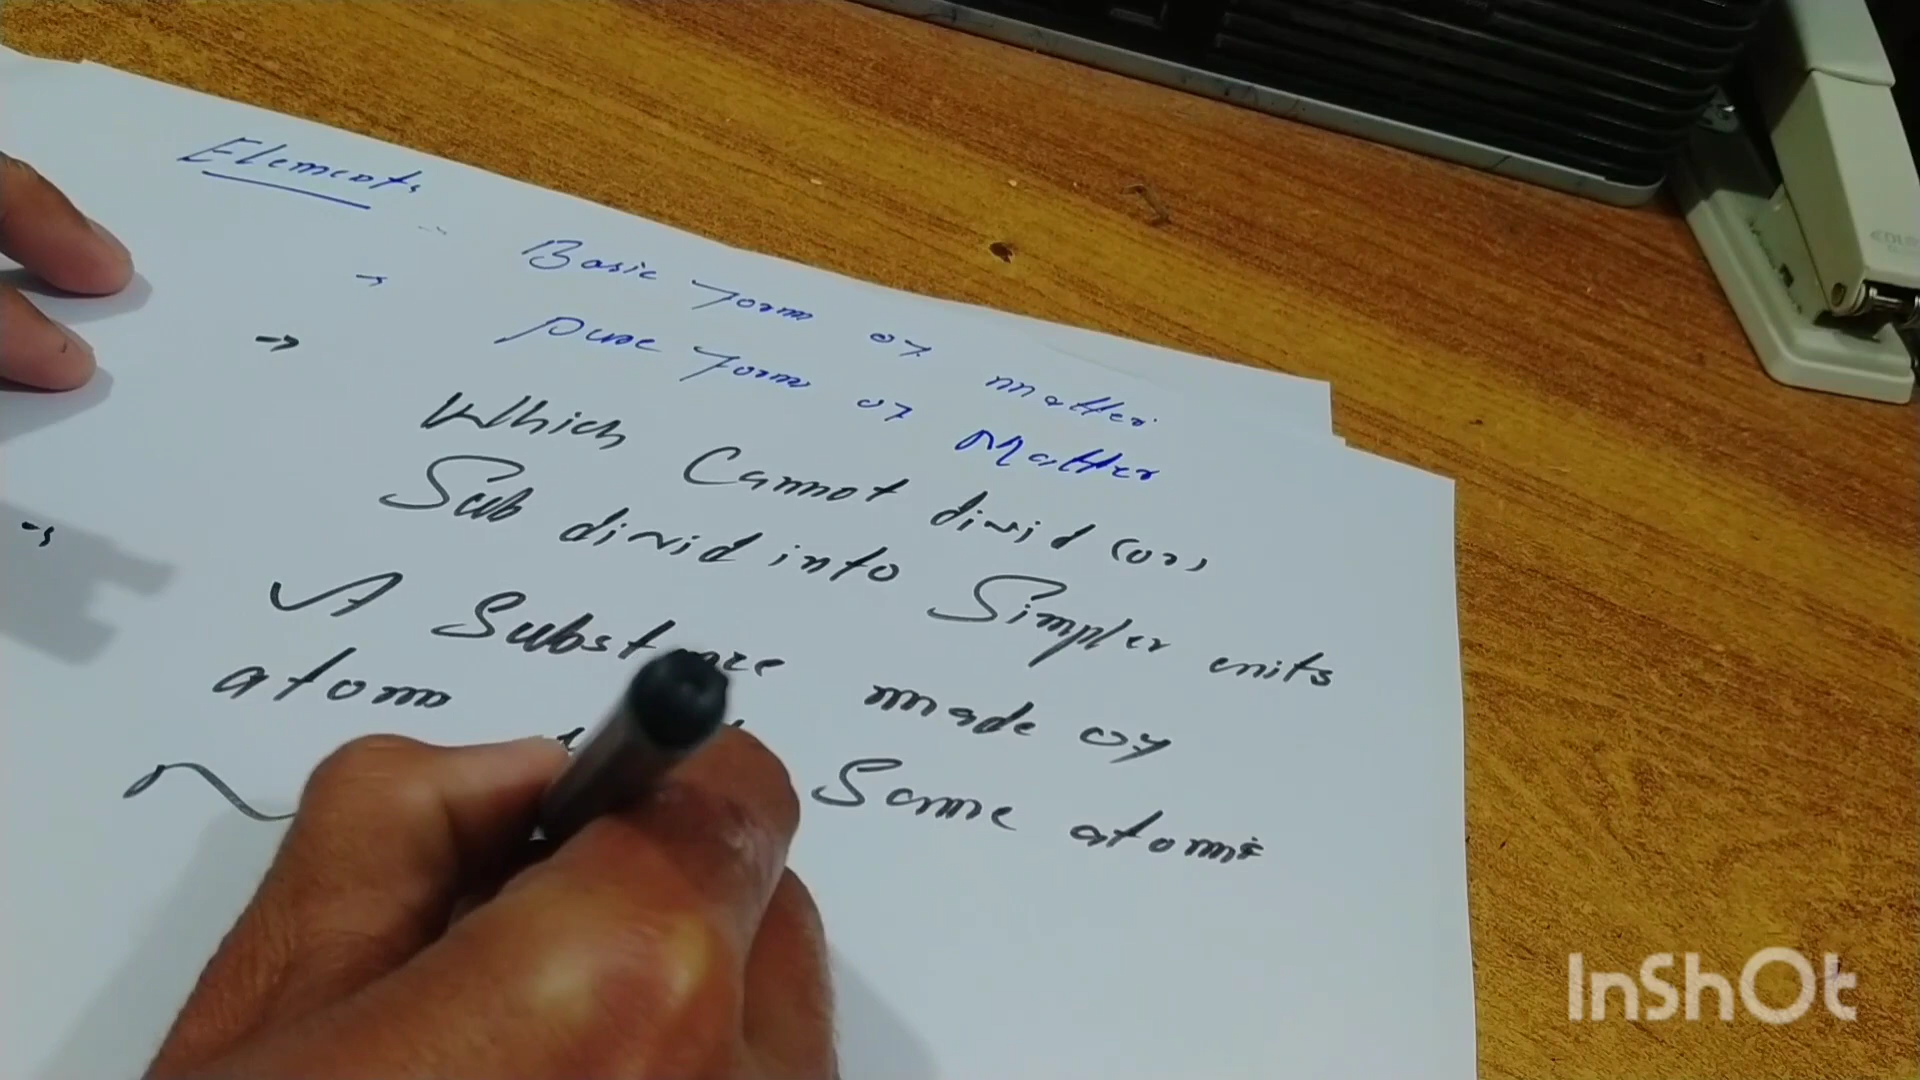 Elements
Basic form of matter
pure form of Matter
Which Cannot divid (or)
Sub divid into Simpler units
A Substance made of
atom Same atoms
InShOt